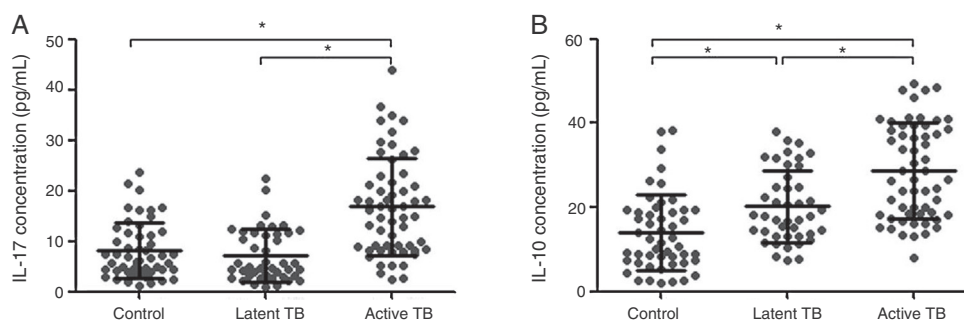 A
IL-17 concentration (pg/mL)
50
40
30
20
10
0
*
*
Control Latent TB Active TB
B
IL-10 concentration (pg/mL)
60
40
20
0
*
*
*
Control Latent TB Active TB